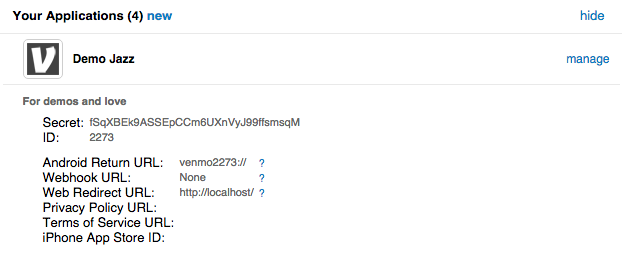 Your Applications (4) new hide
V Demo Jazz manage
For demos and love
Secret: fSqXBEk9ASSEpCCm6UXnVyJ99ffsmsqM
ID: 2273
Android Return URL: venmo2273:// ?
Webhook URL: None ?
Web Redirect URL: http://localhost/ ?
Privacy Policy URL:
Terms of Service URL:
iPhone App Store ID: